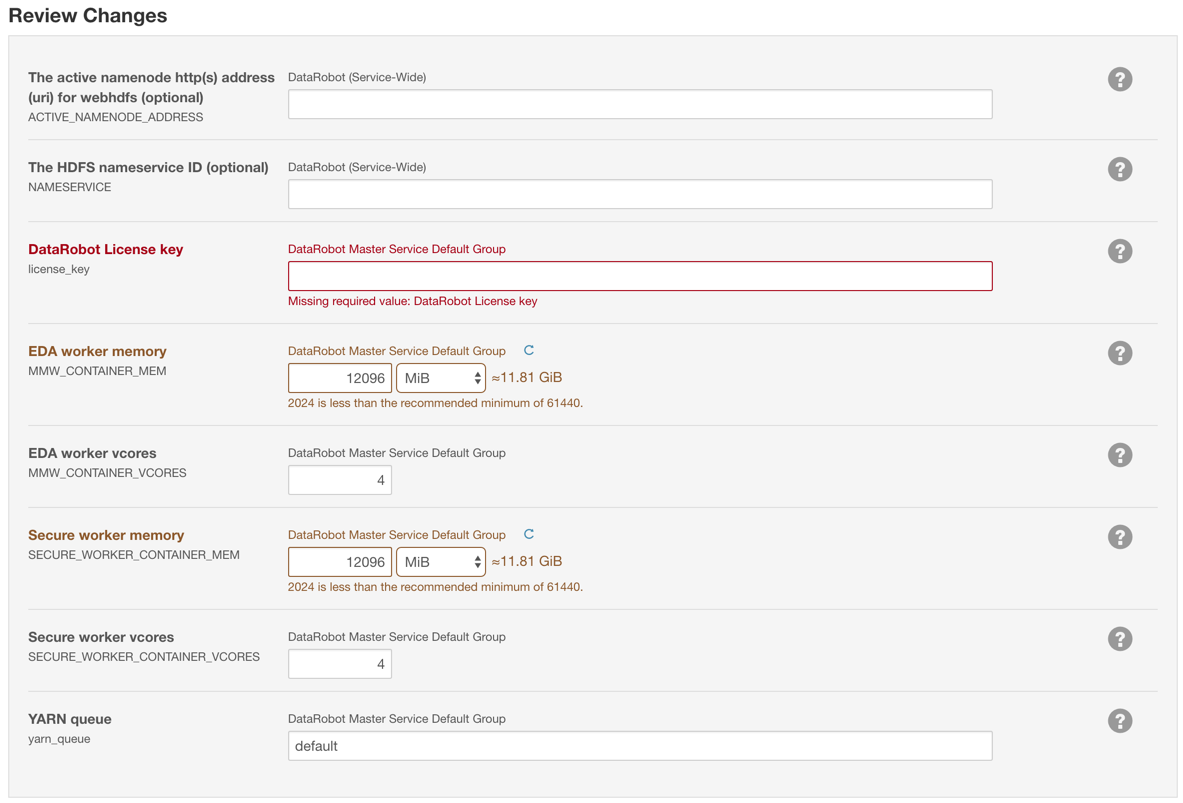 Review Changes
The active namenode http(s) address
(uri) for webhdfs (optional)
ACTIVE_NAMENODE_ADDRESS
DataRobot (Service-Wide)
?
The HDFS nameservice ID (optional)
NAMESERVICE
DataRobot (Service-Wide)
?
DataRobot License key
license_key
DataRobot Master Service Default Group
Missing required value: DataRobot License key
?
EDA worker memory
MMW_CONTAINER_MEM
DataRobot Master Service Default Group
12096 MiB ≈11.81 GiB
2024 is less than the recommended minimum of 61440.
?
EDA worker vcores
MMW_CONTAINER_VCORES
DataRobot Master Service Default Group
4
?
Secure worker memory
SECURE_WORKER_CONTAINER_MEM
DataRobot Master Service Default Group
12096 MiB ≈11.81 GiB
2024 is less than the recommended minimum of 61440.
?
Secure worker vcores
SECURE_WORKER_CONTAINER_VCORES
DataRobot Master Service Default Group
4
?
YARN queue
yarn_queue
DataRobot Master Service Default Group
default
?